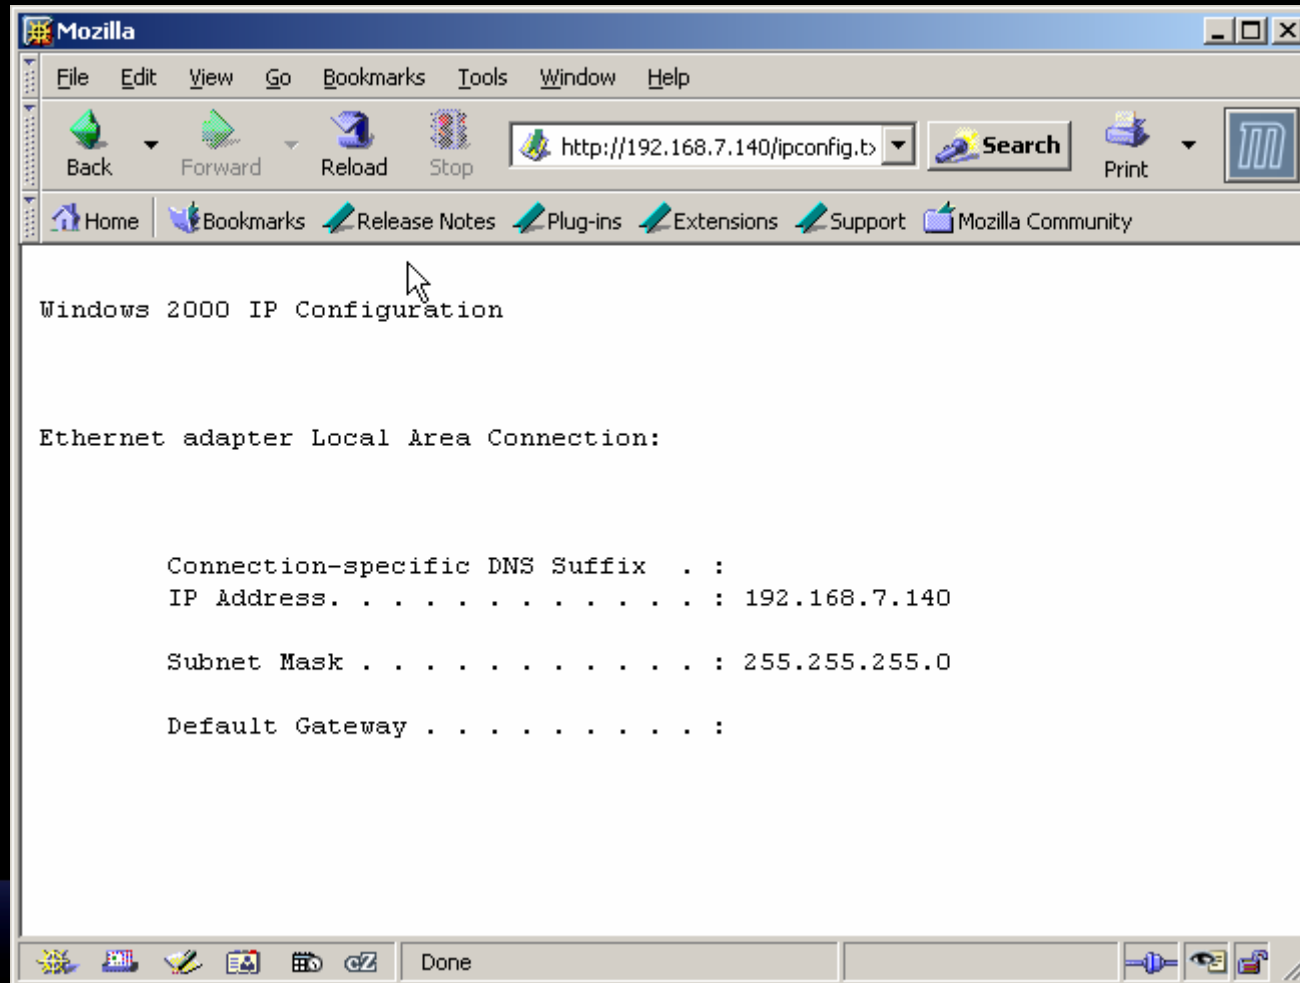 Mozilla
File Edit View Go Bookmarks Tools Window Help
http://192.168.7.140/ipconfig.t
Search
Back Forward Reload Stop Print
Home Bookmarks Release Notes Plug-ins Extensions Support Mozilla Community
Windows 2000 IP Configuration
Ethernet adapter Local Area Connection:
Connection-specific DNS Suffix . :
IP Address. . . . . . . . . . . . : 192.168.7.140
Subnet Mask . . . . . . . . . . . : 255.255.255.0
Default Gateway . . . . . . . . . :
Done